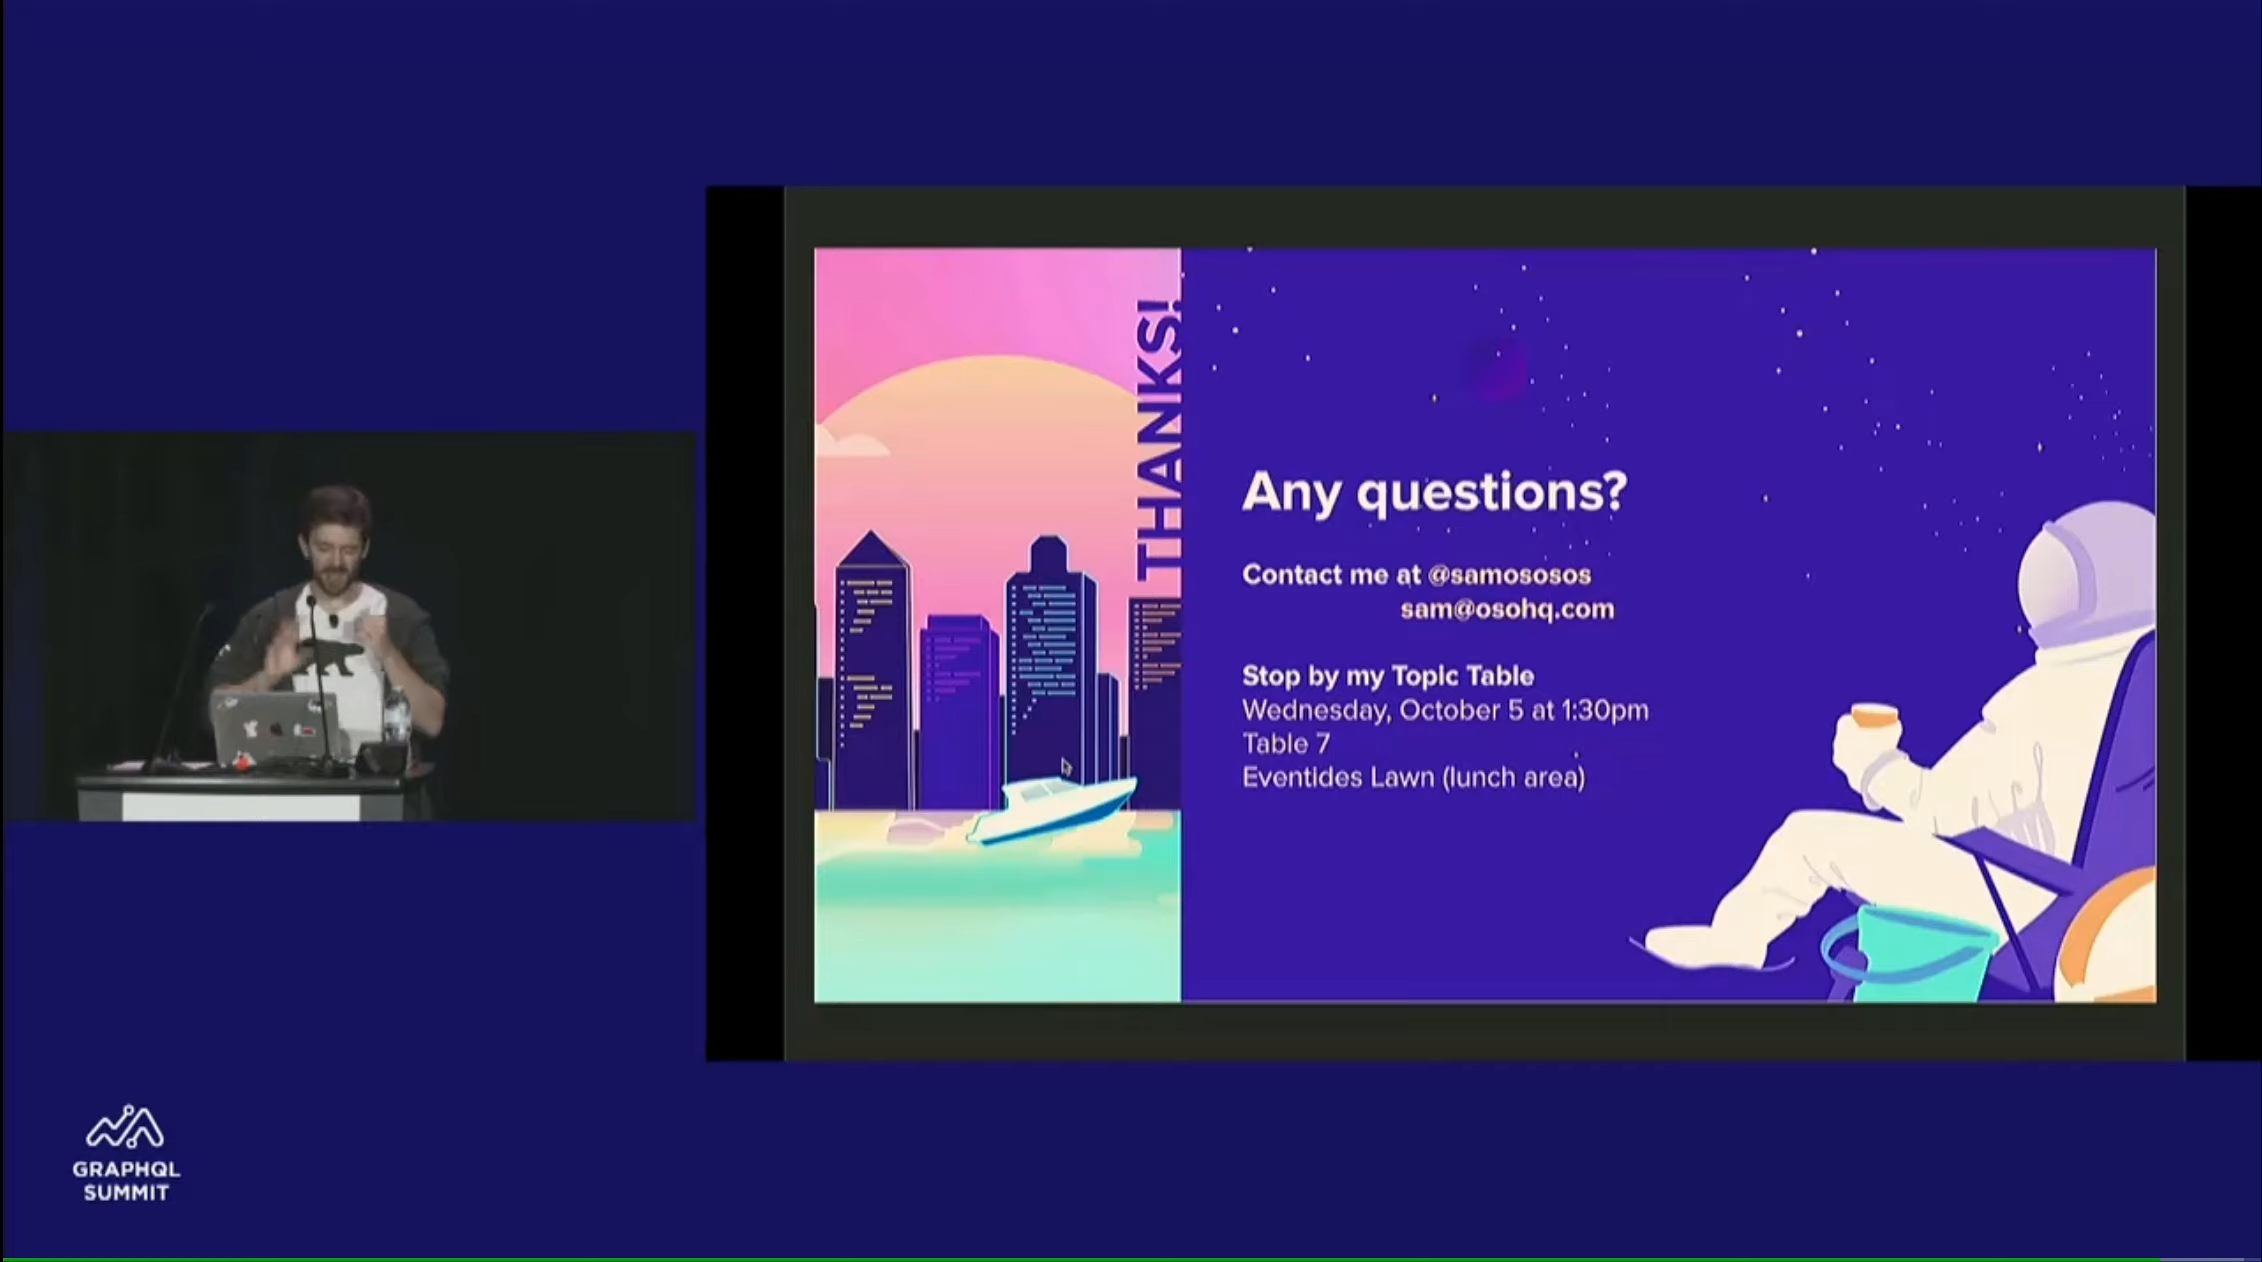 THANKS!
Any questions?
Contact me at @samososos
sam@osohq.com
Stop by my Topic Table
Wednesday, October 5 at 1:30pm
Table 7
Eventides Lawn (lunch area)
GRAPHQL
SUMMIT